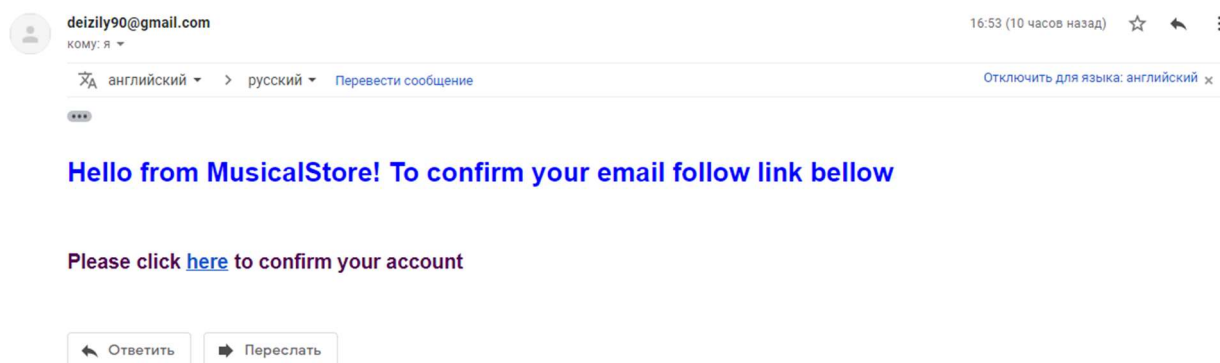 deizily90@gmail.com
16:53 (10 часов назад)
кому: я
английский > русский Перевести сообщение
Отключить для языка: английский ×
Hello from MusicalStore! To confirm your email follow link bellow
Please click here to confirm your account
Ответить Переслать